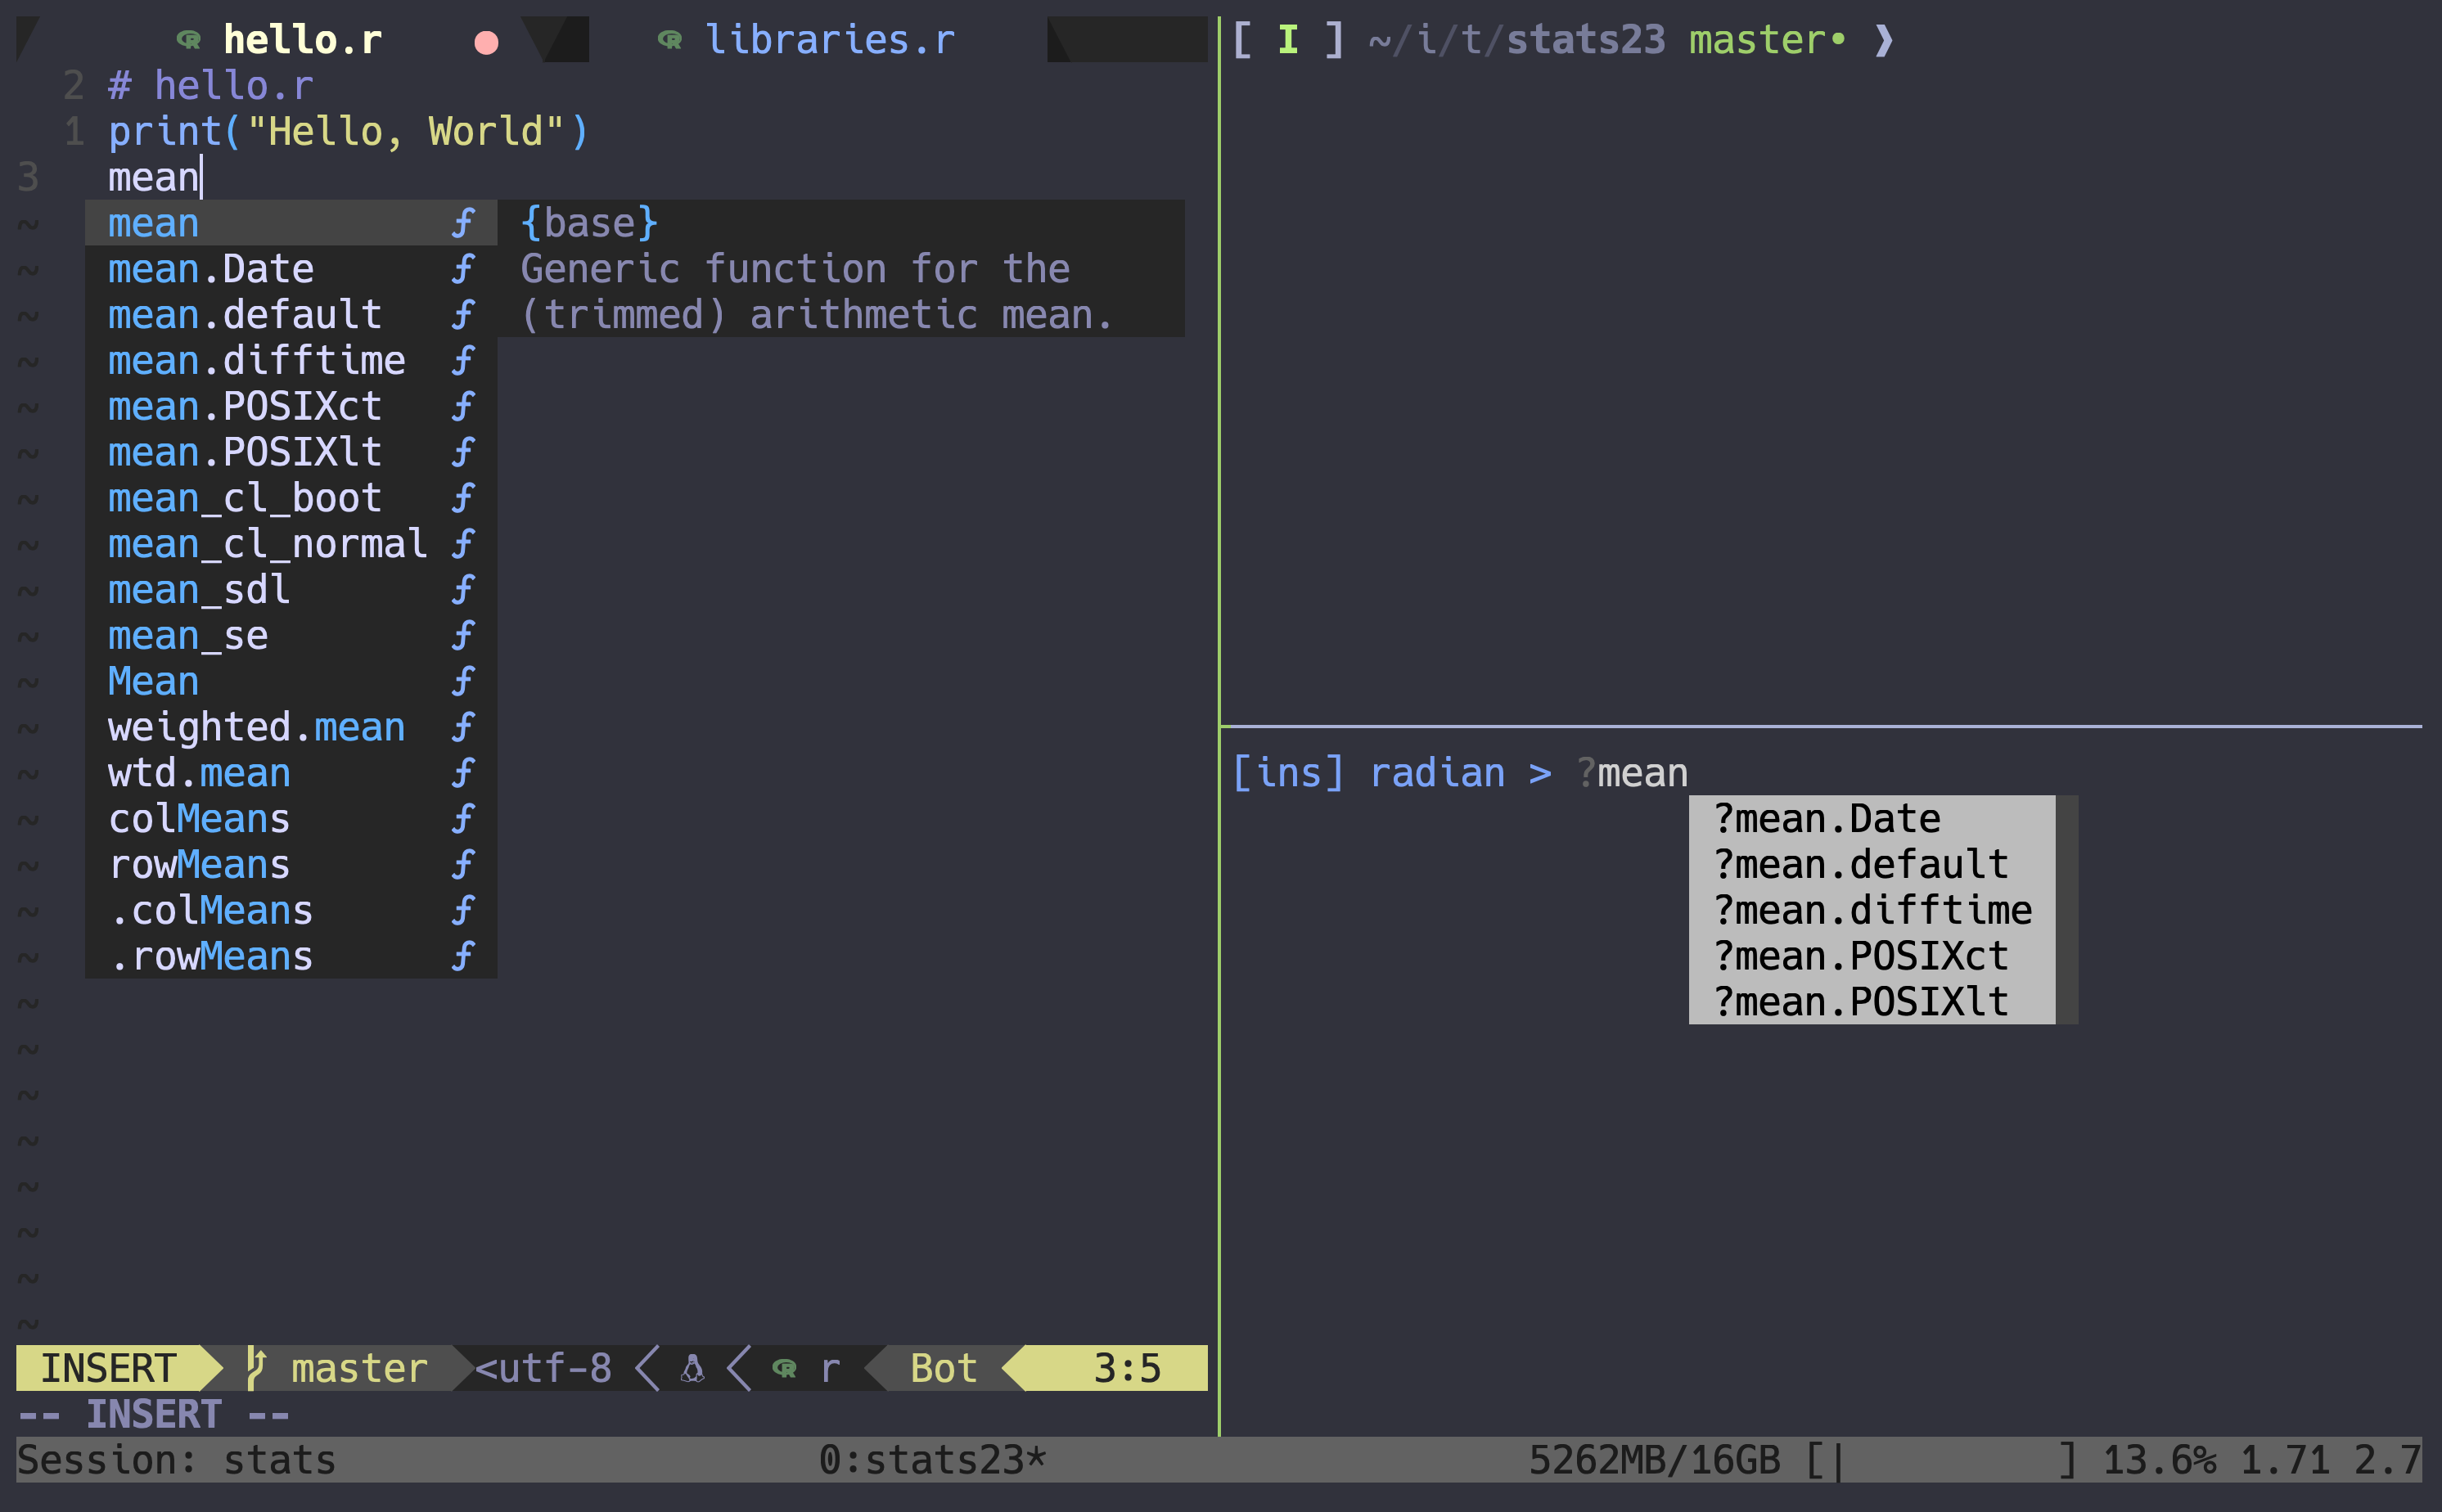 hello.r ● libraries.r
2 # hello.r
1 print("Hello, World")
3 mean
~ mean ƒ {base}
~ mean.Date ƒ Generic function for the
~ mean.default ƒ (trimmed) arithmetic mean.
~ mean.difftime ƒ
~ mean.POSIXct ƒ
~ mean.POSIXlt ƒ
~ mean_cl_boot ƒ
~ mean_cl_normal ƒ
~ mean_sdl ƒ
~ mean_se ƒ
~ Mean ƒ
~ weighted.mean ƒ
~ wtd.mean ƒ
~ colMeans ƒ
~ rowMeans ƒ
~ .colMeans ƒ
~ .rowMeans ƒ
~
~
~
~
~
~
~
~
INSERT master <utf-8 r Bot 3:5
-- INSERT --
[ I ] ~/i/t/stats23 master• ❯
[ins] radian > ?mean
?mean.Date
?mean.default
?mean.difftime
?mean.POSIXct
?mean.POSIXlt
Session: stats 0:stats23* 5262MB/16GB [| ] 13.6% 1.71 2.7